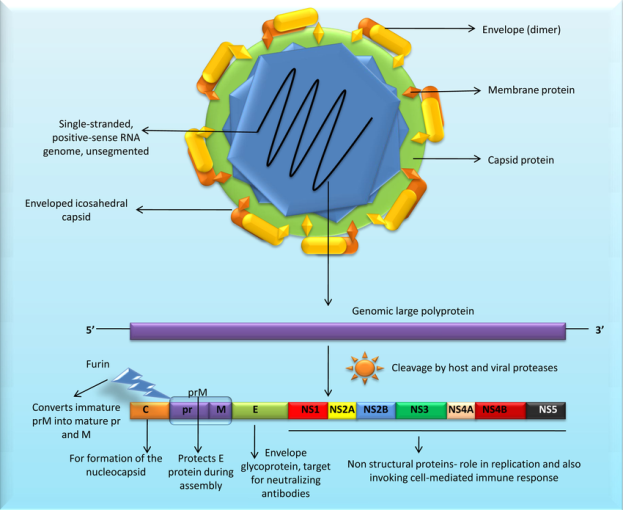 Envelope (dimer)
Membrane protein
Single-stranded,
positive-sense RNA
genome, unsegmented
Capsid protein
Enveloped icosahedral
capsid
Genomic large polyprotein
5’
3’
Furin
Cleavage by host and viral proteases
prM
C
pr
M
E
NS1
NS2A
NS2B
NS3
NS4A
NS4B
NS5
Converts immature
prM into mature pr
and M
For formation of the
nucleocapsid
Protects E
protein during
assembly
Envelope
glycoprotein, target
for neutralizing
antibodies
Non structural proteins- role in replication and also
invoking cell-mediated immune response